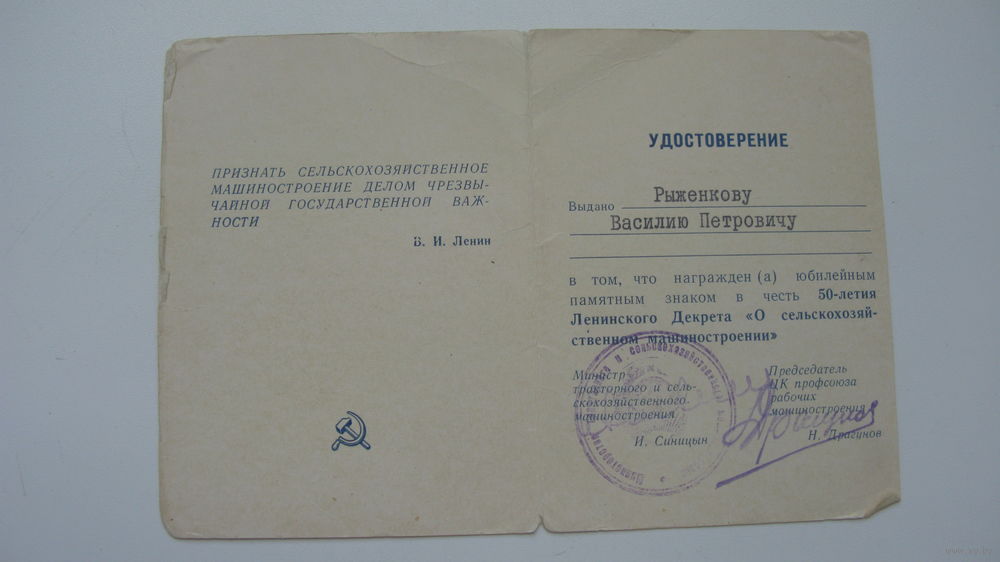 ПРИЗНАТЬ СЕЛЬСКОХОЗЯЙСТВЕННОЕ
МАШИНОСТРОЕНИЕ ДЕЛОМ ЧРЕЗВЫ-
ЧАЙНОЙ ГОСУДАРСТВЕННОЙ ВАЖ-
НОСТИ
В. И. Ленин
УДОСТОВЕРЕНИЕ
Выдано Рыженкову
Василию Петровичу
в том, что награжден (а) юбилейным
памятным знаком в честь 50-летия
Ленинского Декрета «О сельскохозяй-
ственном машиностроении»
Министр
тракторного и сель-
скохозяйственного
машиностроения
И. Синицын
Председатель
ЦК профсоюза
рабочих
машиностроения
Н. Драгунов